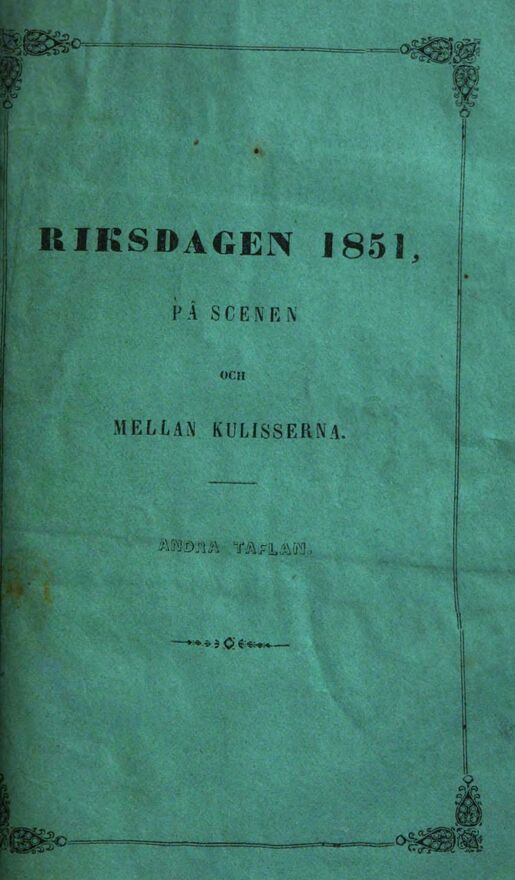 RIKSDAGEN 1851,
PÅ SCENEN
OCH
MELLAN KULISSERNA.
ANDRA TAFLAN.